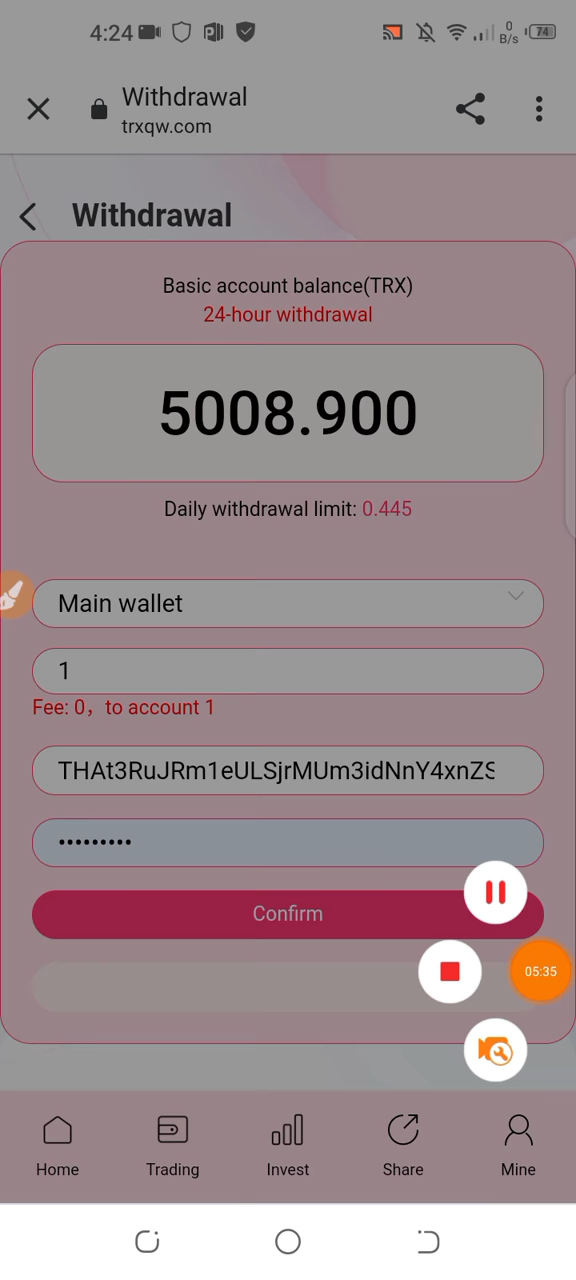 4:24
0
B/s
74
Withdrawal
trxqw.com
Withdrawal
Basic account balance(TRX)
24-hour withdrawal
5008.900
Daily withdrawal limit: 0.445
Main wallet
1
Fee: 0，to account 1
THAt3RuJRm1eULSjrMUm3idNnY4xnZS
•••••••••
Confirm
05:35
Home
Trading
Invest
Share
Mine